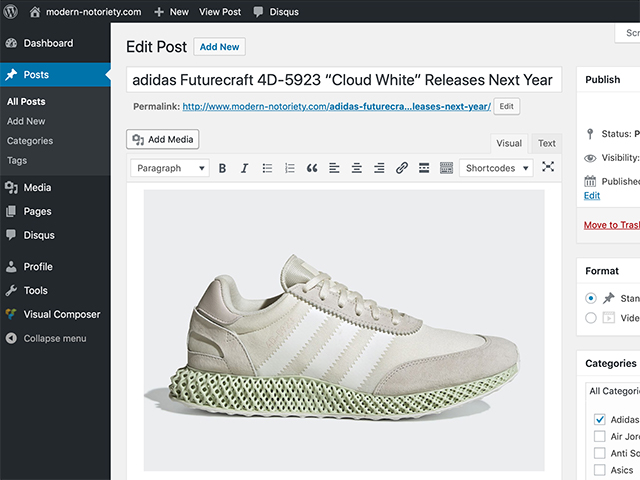 modern-notoriety.com
New
View Post
Disqus
Dashboard
Posts
All Posts
Add New
Categories
Tags
Media
Pages
Disqus
Profile
Tools
Visual Composer
Collapse menu
Scr
Edit Post
Add New
adidas Futurecraft 4D-5923 “Cloud White” Releases Next Year
Permalink: http://www.modern-notoriety.com/adidas-futurecra...leases-next-year/
Edit
Add Media
Visual
Text
Paragraph
B
I
Shortcodes
Publish
Status: P
Visibility:
Published
Edit
Move to Trash
Format
Stan
Vide
Categories
All Categori
Adidas
Air Jor
Anti So
Asics